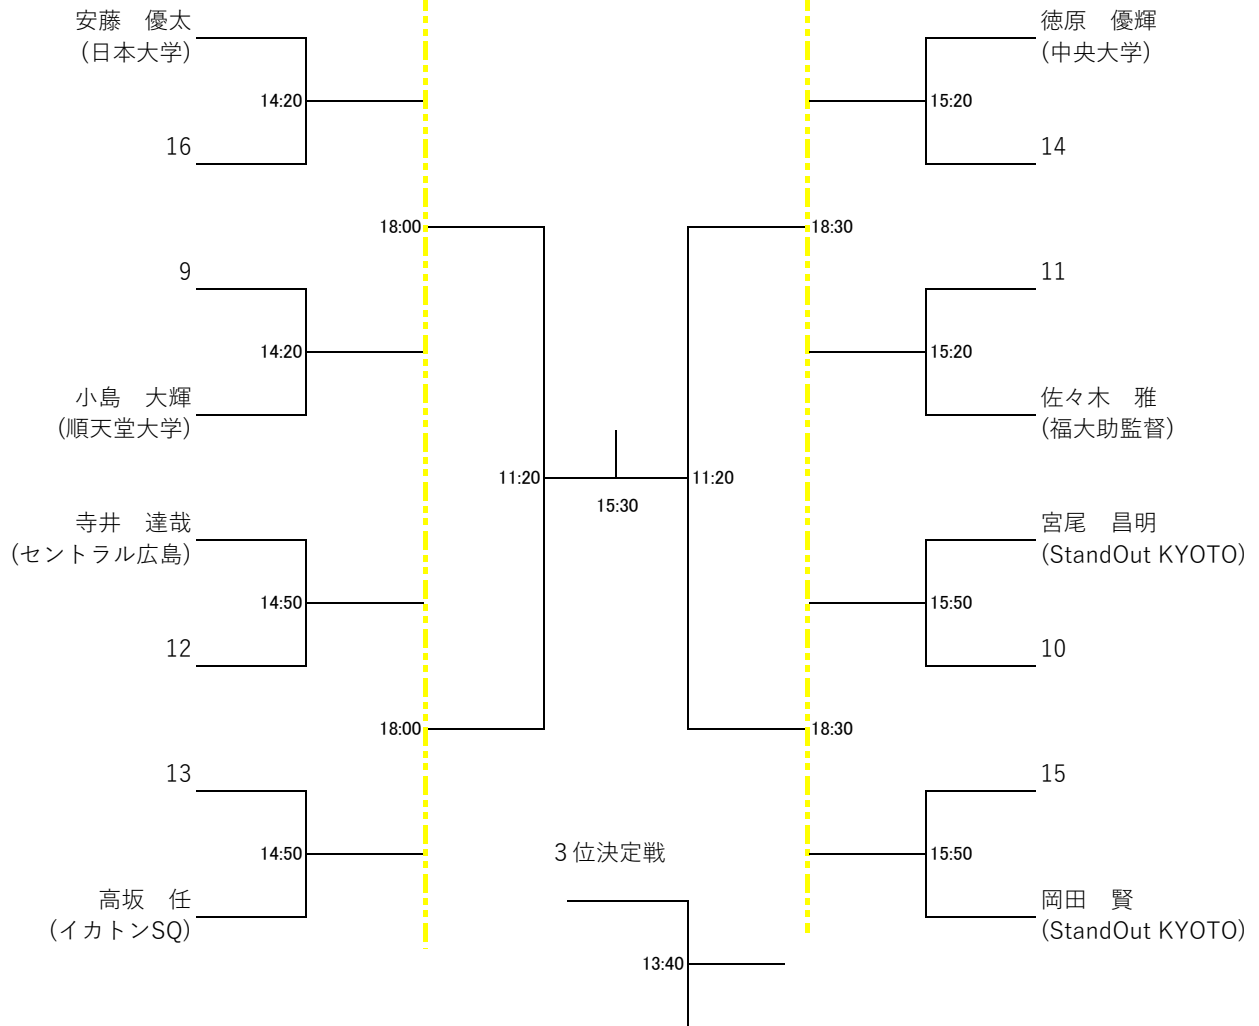 安藤　優太
(日本大学)
14:20
16
18:00
9
14:20
小島　大輝
(順天堂大学)
寺井　達哉
(セントラル広島)
14:50
12
18:00
13
14:50
高坂　任
(イカトンSQ)
11:20
15:30
11:20
３位決定戦
13:40
徳原　優輝
(中央大学)
15:20
14
18:30
11
15:20
佐々木　雅
(福大助監督)
宮尾　昌明
(StandOut KYOTO)
15:50
10
18:30
15
15:50
岡田　賢
(StandOut KYOTO)